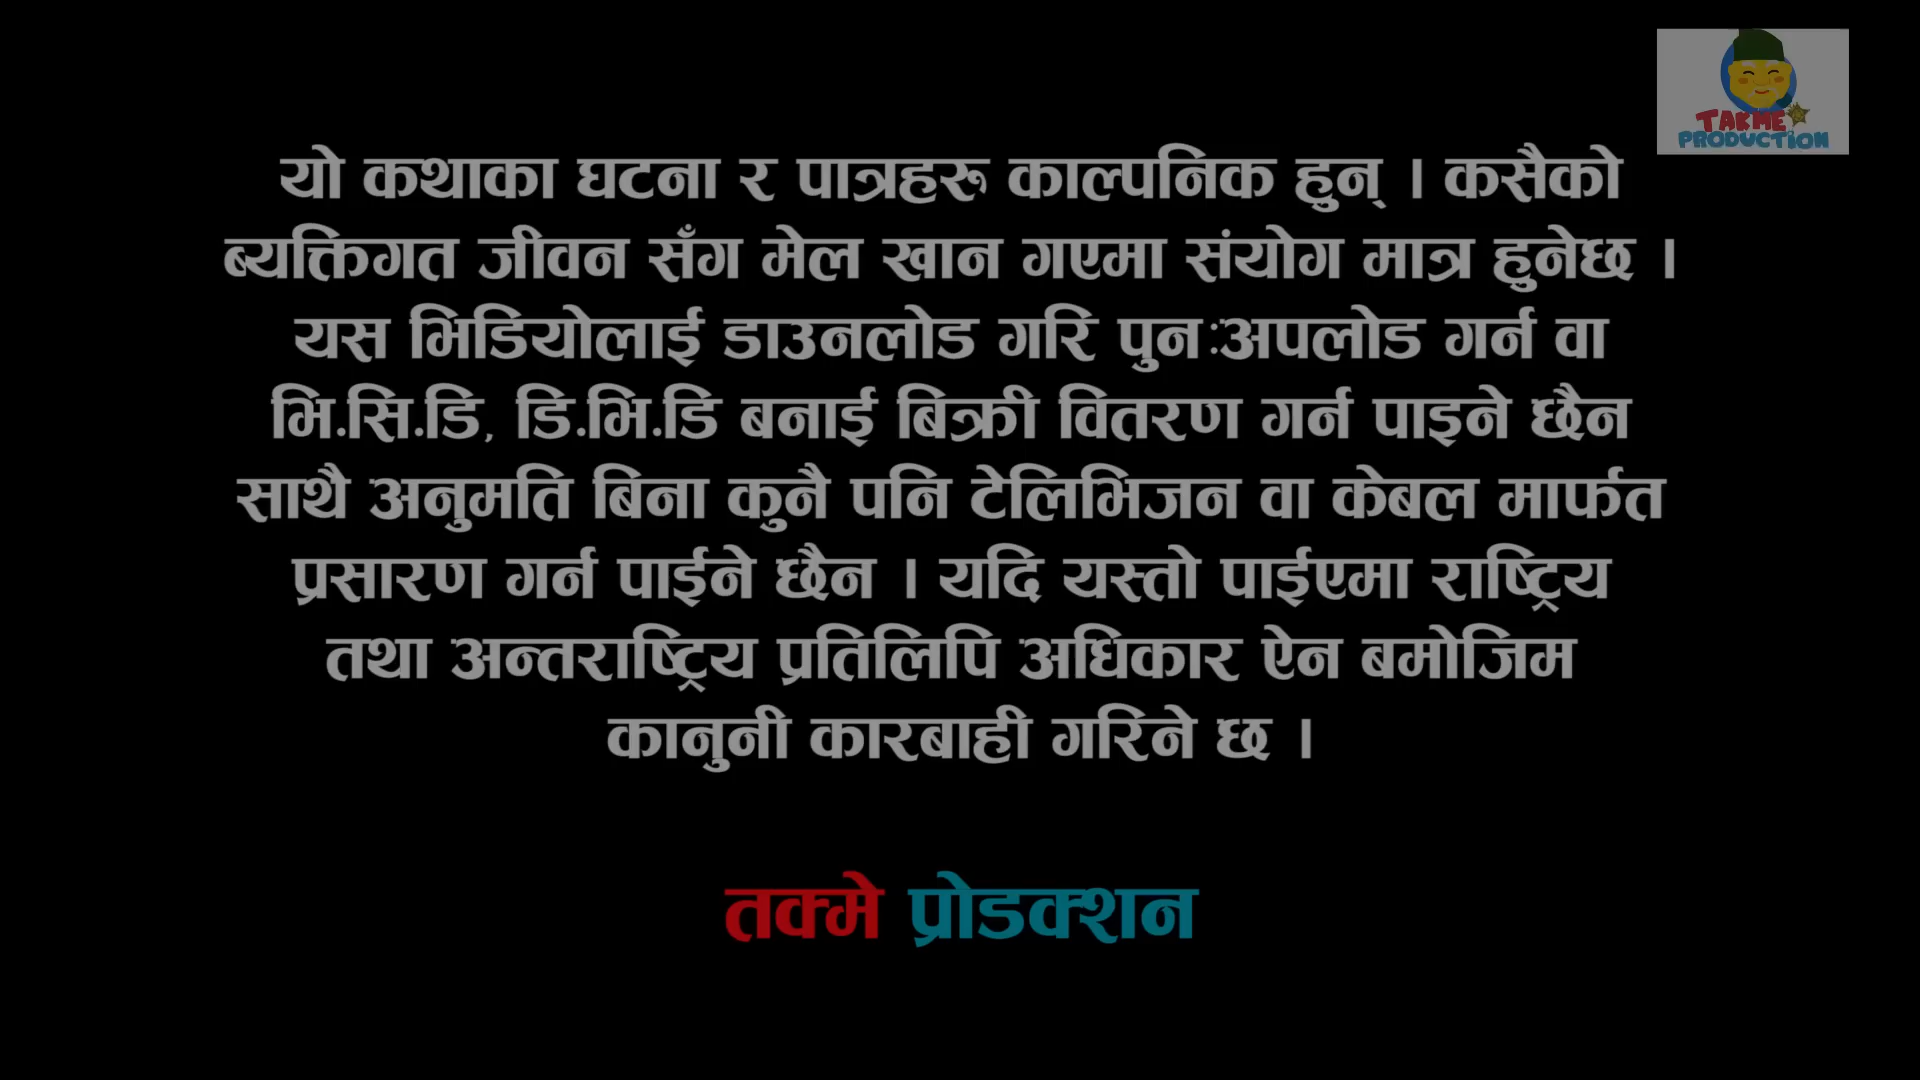 TAKME
PRODUCTION
यो कथाका घटना र पात्रहरु काल्पनिक हुन् । कसैको
ब्यक्तिगत जीवन सँग मेल खान गएमा संयोग मात्र हुनेछ ।
यस भिडियोलाई डाउनलोड गरि पुनःअपलोड गर्न वा
भि.सि.डि, डि.भि.डि बनाई बिक्री वितरण गर्न पाइने छैन
साथै अनुमति बिना कुनै पनि टेलिभिजन वा केबल मार्फत
प्रसारण गर्न पाईने छैन । यदि यस्तो पाईएमा राष्ट्रिय
तथा अन्तराष्ट्रिय प्रतिलिपि अधिकार ऐन बमोजिम
कानुनी कारबाही गरिने छ ।
तक्मे प्रोडक्शन